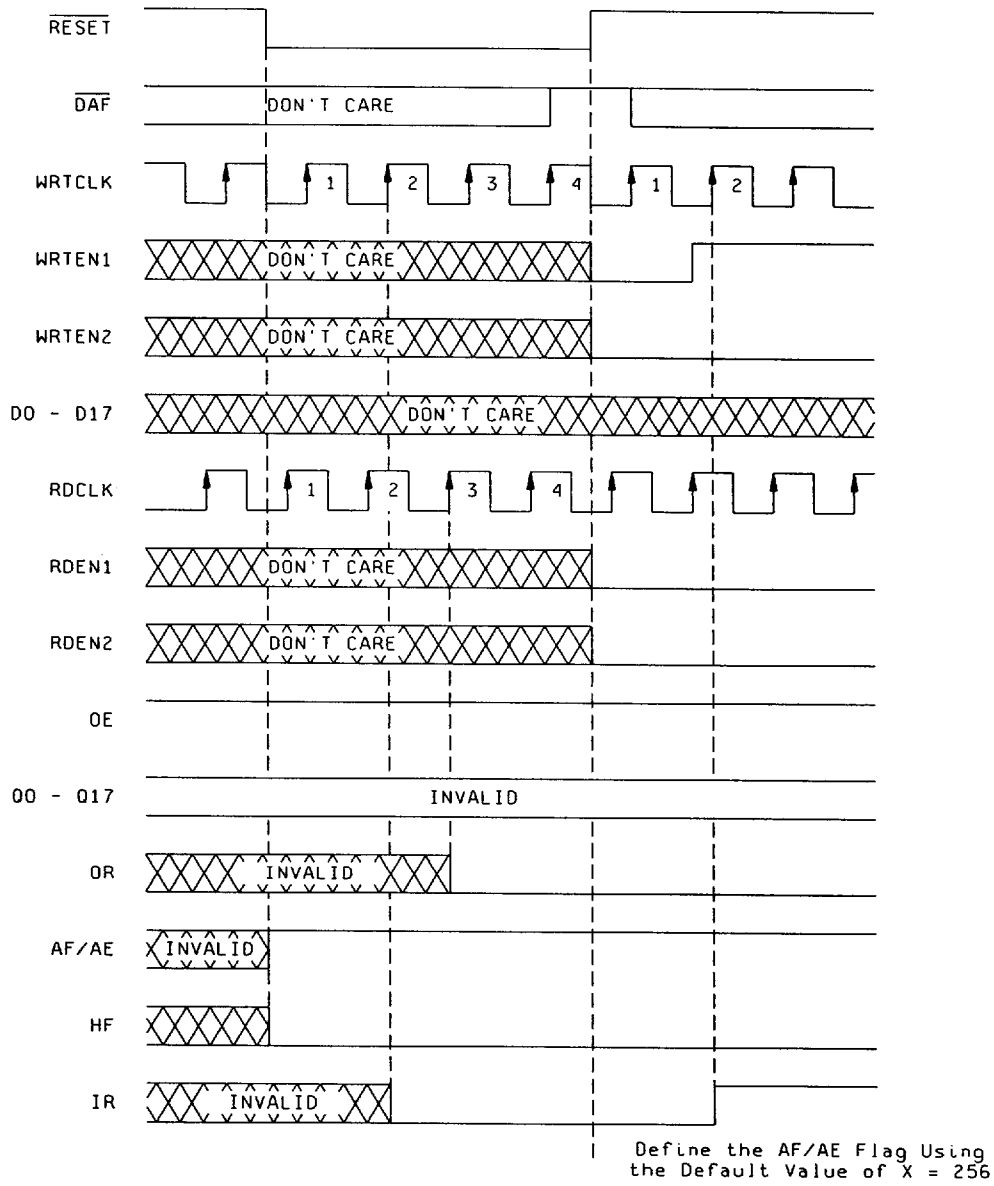 RESET
DAF DON'T CARE
WRTCLK 1 2 3 4 1 2
WRTEN1 DON'T CARE
WRTEN2 DON'T CARE
D0 - D17 DON'T CARE
RDCLK 1 2 3 4
RDEN1 DON'T CARE
RDEN2 DON'T CARE
OE
Q0 - Q17 INVALID
OR INVALID
AF/AE INVALID
HF
IR INVALID
Define the AF/AE Flag Using
the Default Value of X = 256